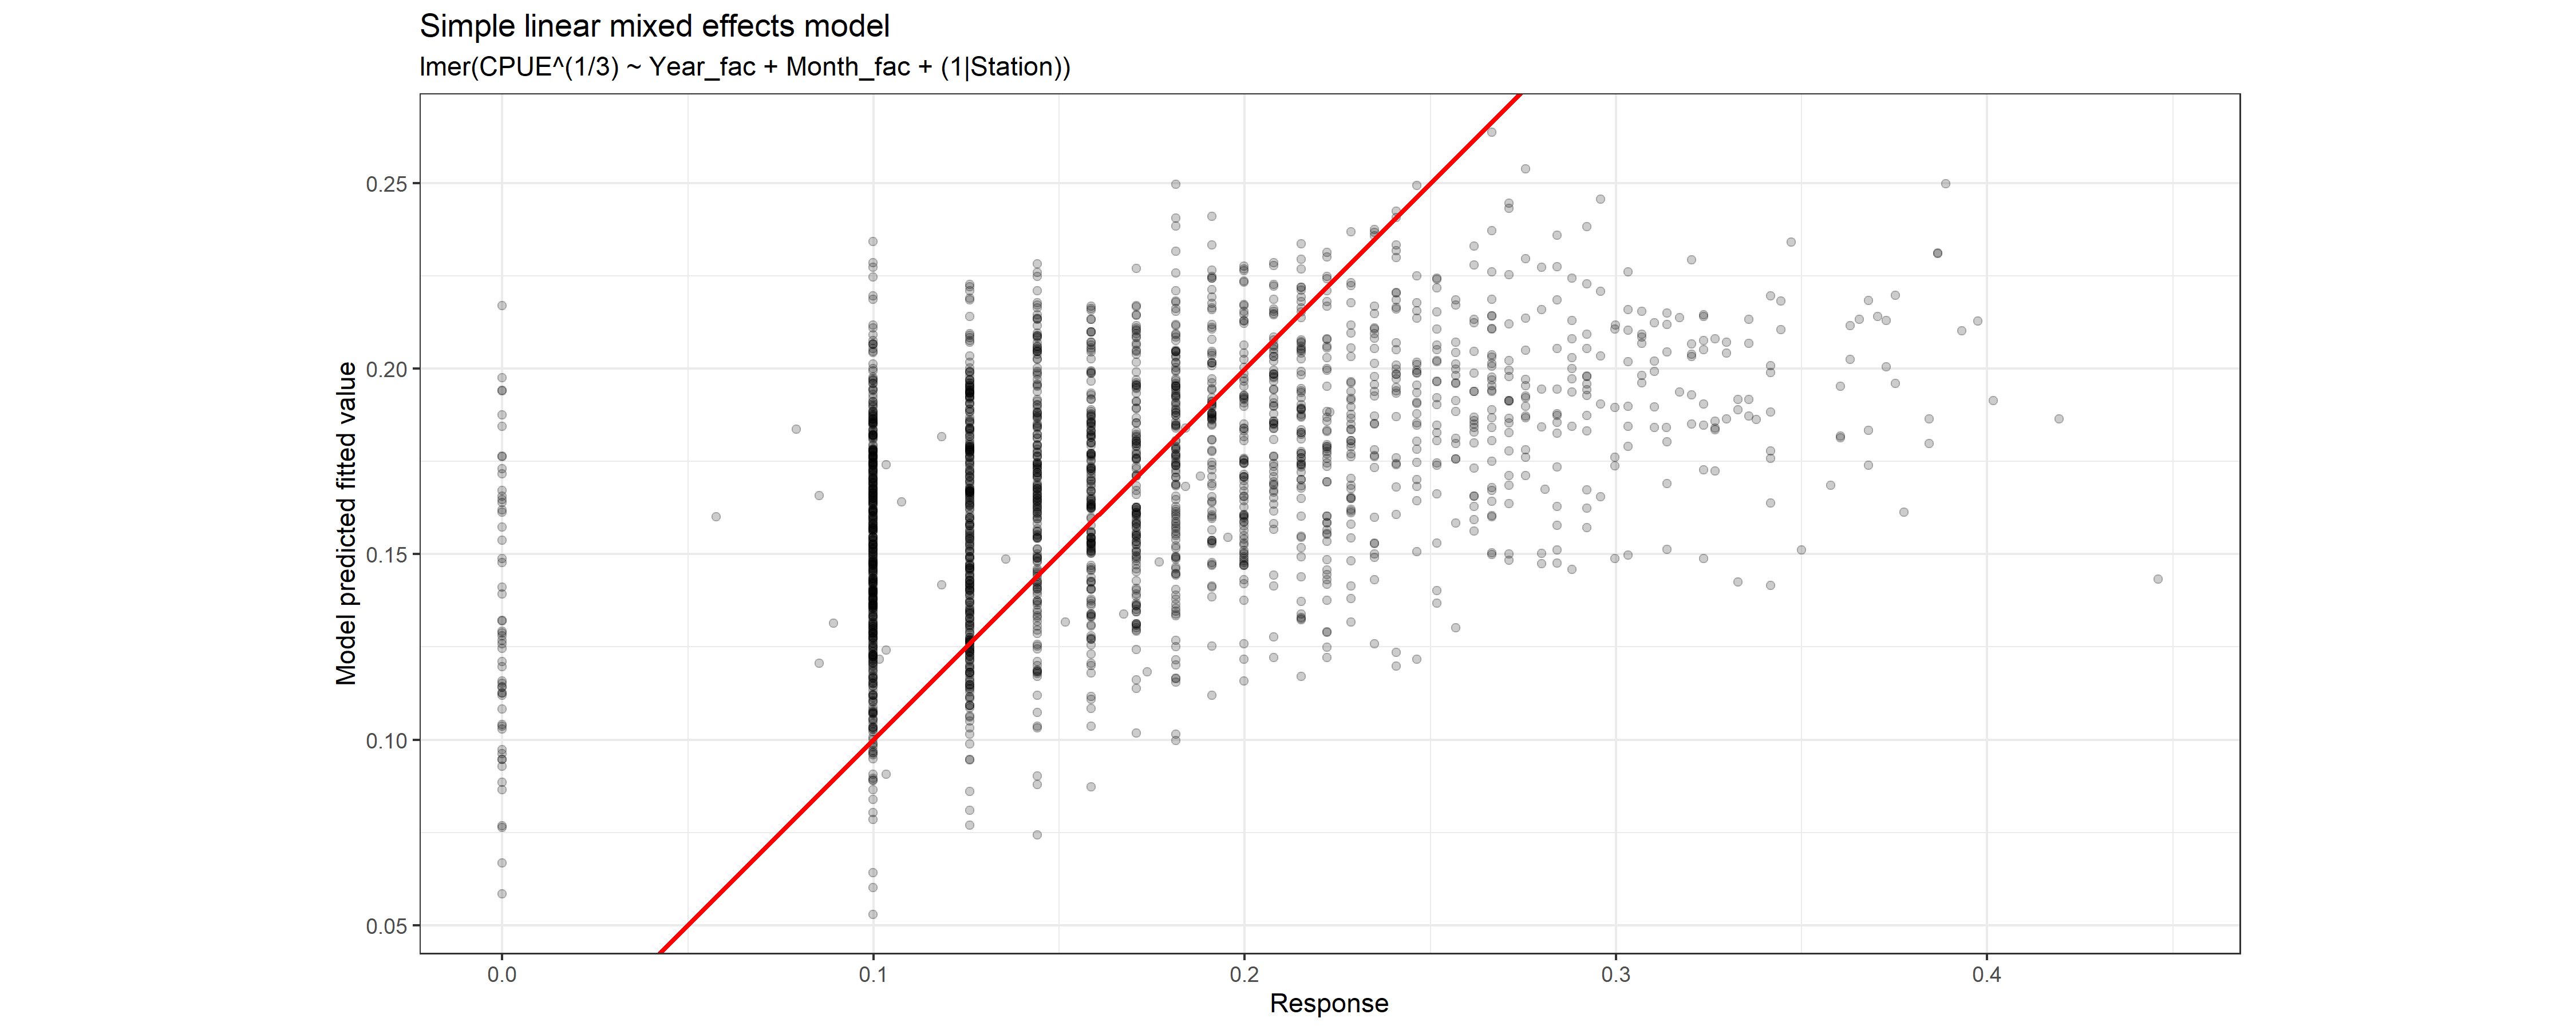 Simple linear mixed effects model
lmer(CPUE^(1/3) ~ Year_fac + Month_fac + (1|Station))
Model predicted fitted value
0.25
0.20
0.15
0.10
0.05
0.0
0.1
0.2
0.3
0.4
Response